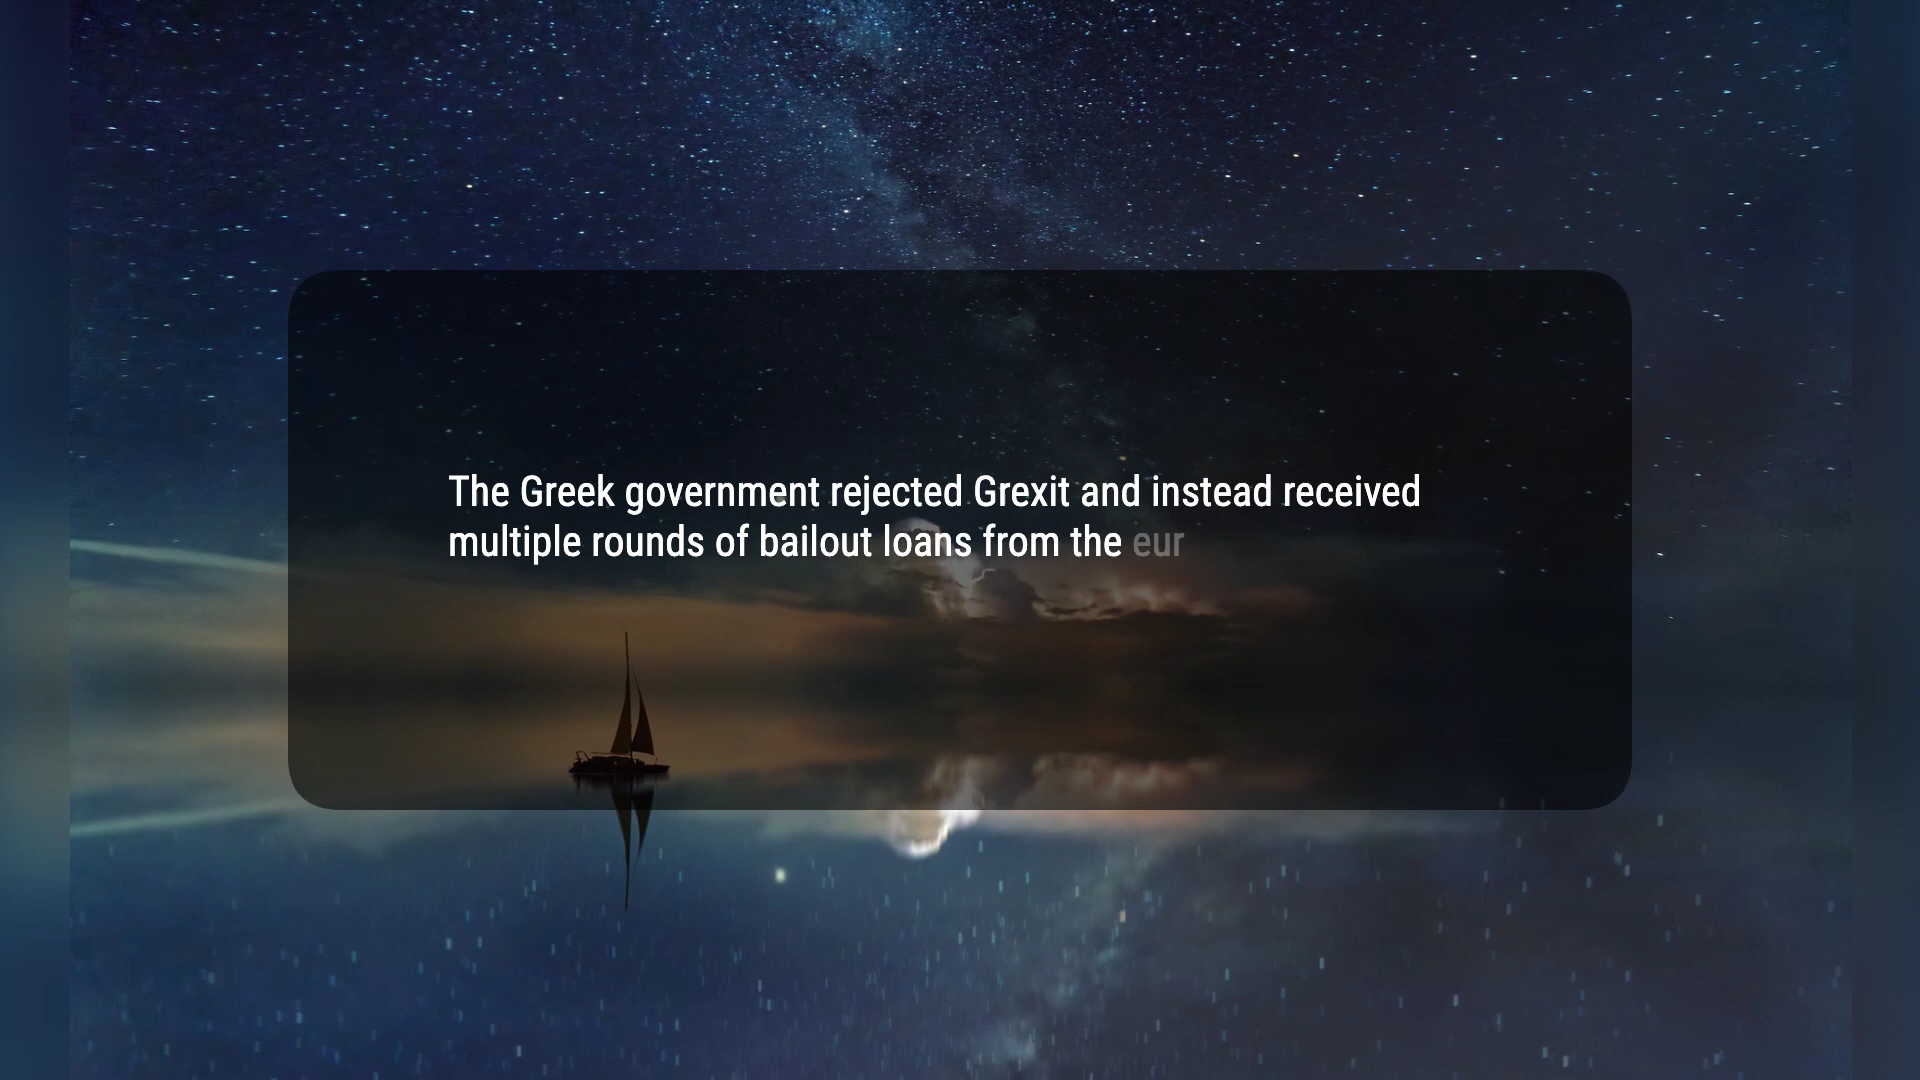 The Greek government rejected Grexit and instead received
multiple rounds of bailout loans from the eur